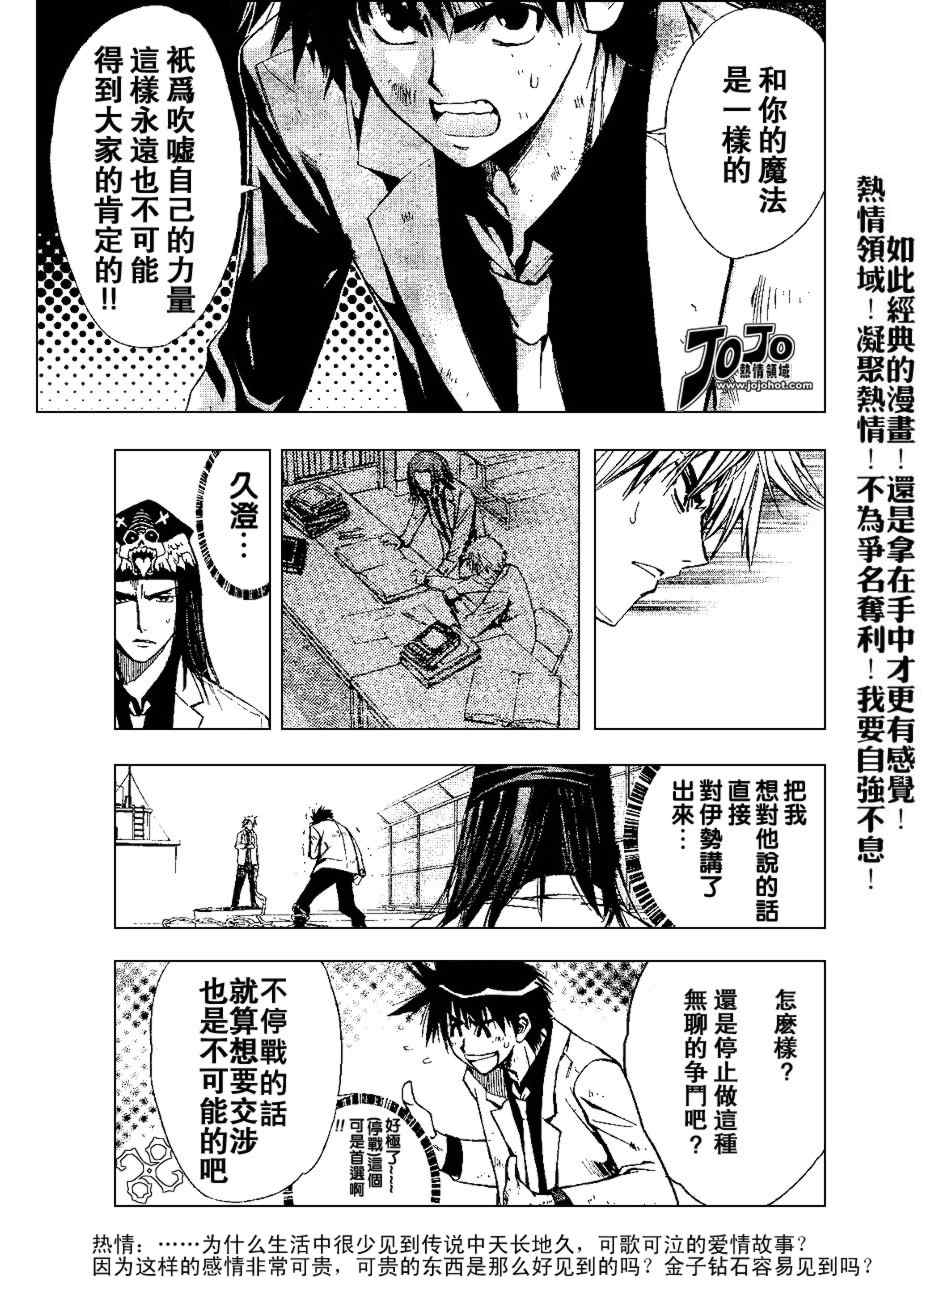 和你的魔法
是一樣的
衹爲吹噓自己的力量
這樣永遠也不可能
得到大家的肯定的!!
JOJO
熱情領域
www.jojohot.com
久澄…
把我
想對他說的話
直接
對伊勢講了
出來…
怎麽樣?
還是停止做這種
無聊的争鬥吧?
好極了~~~~
(停戰)這個
可是首選啊
!!
不停戰的話
就算想要交涉
也是不可能的吧
如此經典的漫畫!還是拿在手中才更有感覺!
熱情領域!凝聚熱情!不為爭名奪利!我要自強不息!
热情：……为什么生活中很少见到传说中天长地久，可歌可泣的爱情故事?
因为这样的感情非常可贵，可贵的东西是那么好见到的吗? 金子钻石容易见到吗?